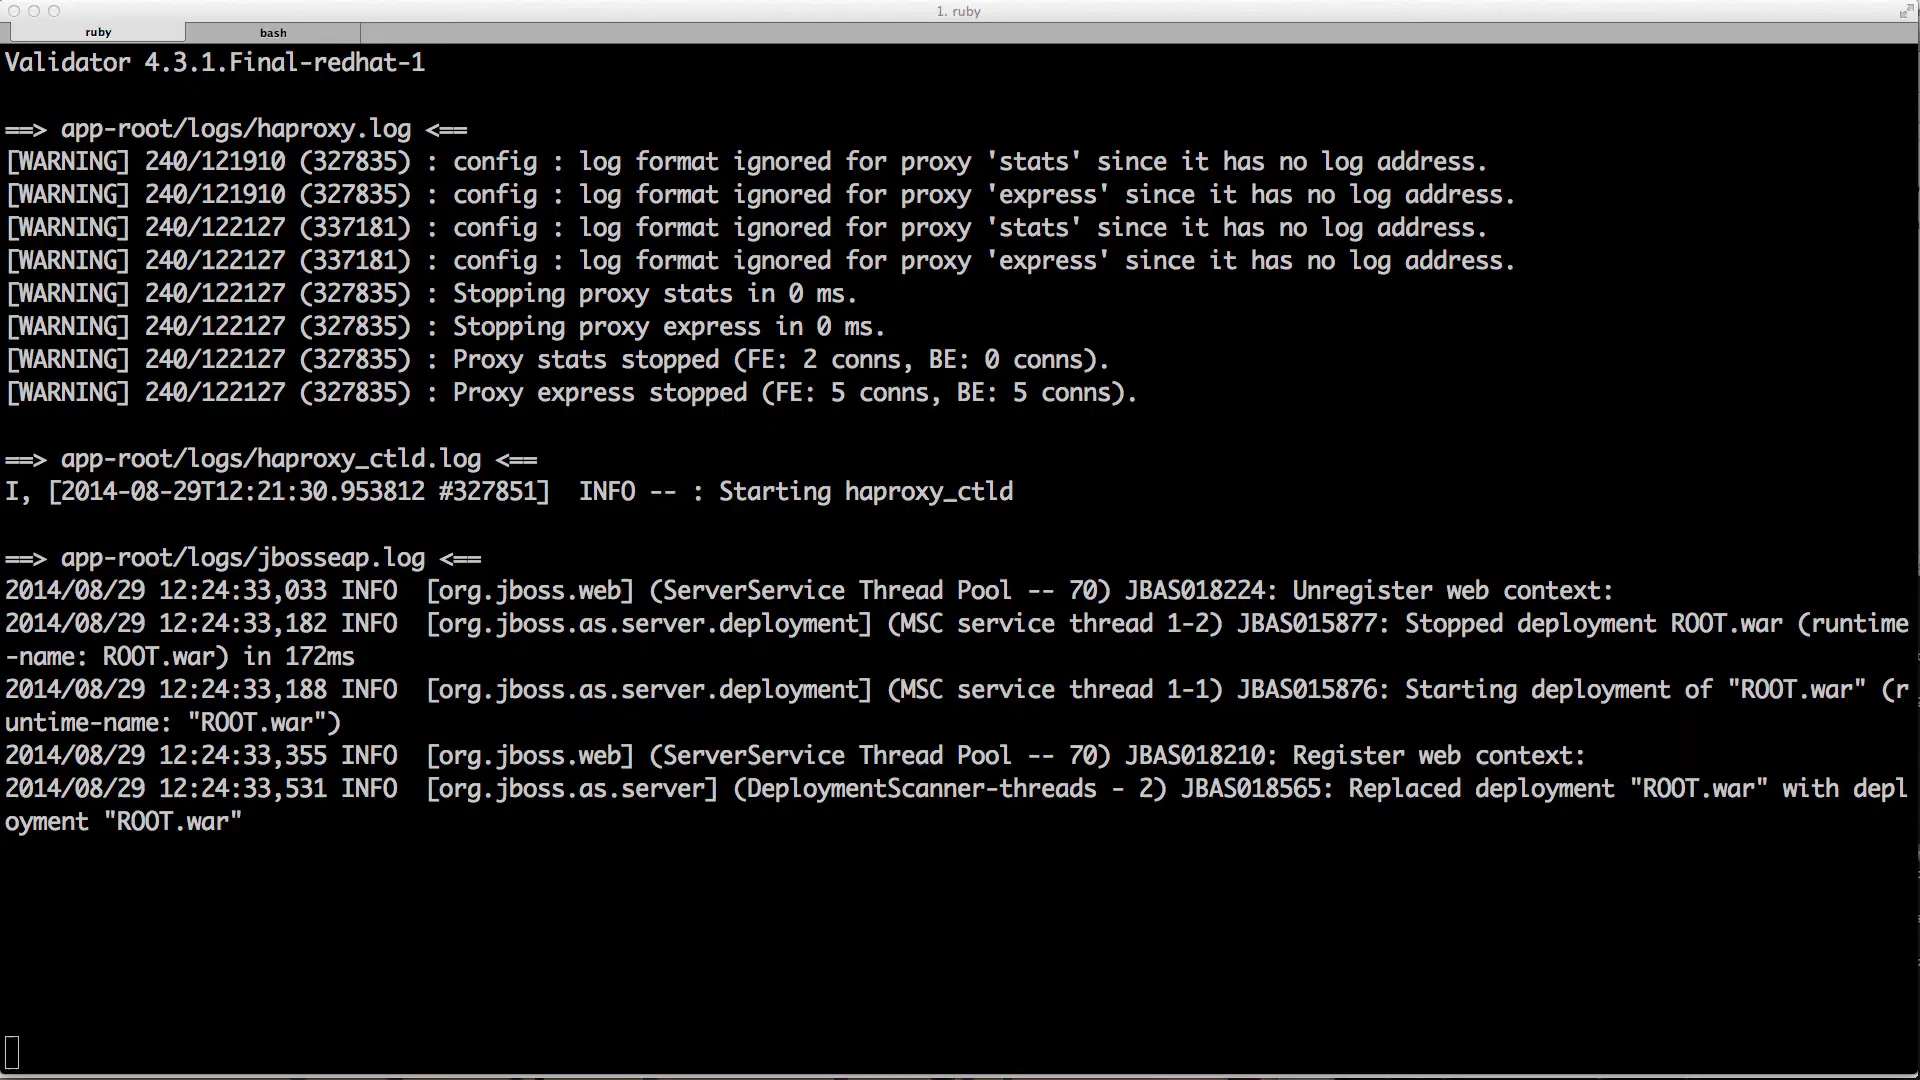 1. ruby
ruby
bash
Validator 4.3.1.Final-redhat-1
==> app-root/logs/haproxy.log <==
[WARNING] 240/121910 (327835) : config : log format ignored for proxy 'stats' since it has no log address.
[WARNING] 240/121910 (327835) : config : log format ignored for proxy 'express' since it has no log address.
[WARNING] 240/122127 (337181) : config : log format ignored for proxy 'stats' since it has no log address.
[WARNING] 240/122127 (337181) : config : log format ignored for proxy 'express' since it has no log address.
[WARNING] 240/122127 (327835) : Stopping proxy stats in 0 ms.
[WARNING] 240/122127 (327835) : Stopping proxy express in 0 ms.
[WARNING] 240/122127 (327835) : Proxy stats stopped (FE: 2 conns, BE: 0 conns).
[WARNING] 240/122127 (327835) : Proxy express stopped (FE: 5 conns, BE: 5 conns).
==> app-root/logs/haproxy_ctld.log <==
I, [2014-08-29T12:21:30.953812 #327851]  INFO -- : Starting haproxy_ctld
==> app-root/logs/jbosseap.log <==
2014/08/29 12:24:33,033 INFO  [org.jboss.web] (ServerService Thread Pool -- 70) JBAS018224: Unregister web context:
2014/08/29 12:24:33,182 INFO  [org.jboss.as.server.deployment] (MSC service thread 1-2) JBAS015877: Stopped deployment ROOT.war (runtime
-name: ROOT.war) in 172ms
2014/08/29 12:24:33,188 INFO  [org.jboss.as.server.deployment] (MSC service thread 1-1) JBAS015876: Starting deployment of "ROOT.war" (r
untime-name: "ROOT.war")
2014/08/29 12:24:33,355 INFO  [org.jboss.web] (ServerService Thread Pool -- 70) JBAS018210: Register web context:
2014/08/29 12:24:33,531 INFO  [org.jboss.as.server] (DeploymentScanner-threads - 2) JBAS018565: Replaced deployment "ROOT.war" with depl
oyment "ROOT.war"